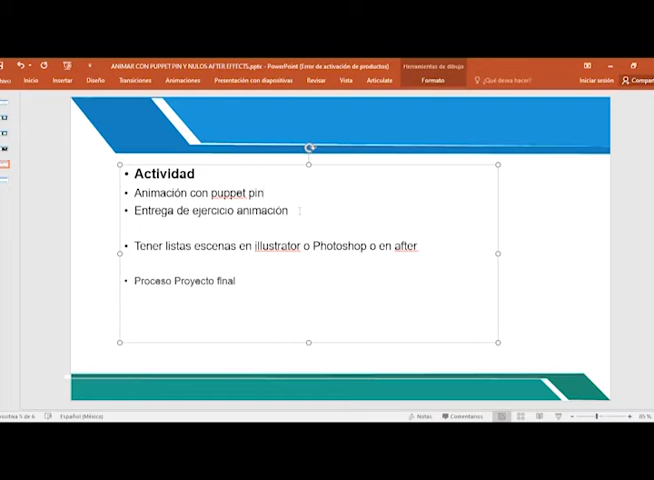 ANIMAR CON PUPPET PIN Y NULOS AFTER EFFECTS.pptx - PowerPoint (Error de activación de productos)
Herramientas de dibujo
Inicio Insertar Diseño Transiciones Animaciones Presentación con diapositivas Revisar Vista Articulate Formato ¿Qué desea hacer? Iniciar sesión
• Actividad
• Animación con puppet pin
• Entrega de ejercicio animación
• Tener listas escenas en illustrator o Photoshop o en after
• Proceso Proyecto final
5 de 6 Español (México) Notas Comentarios 85 %